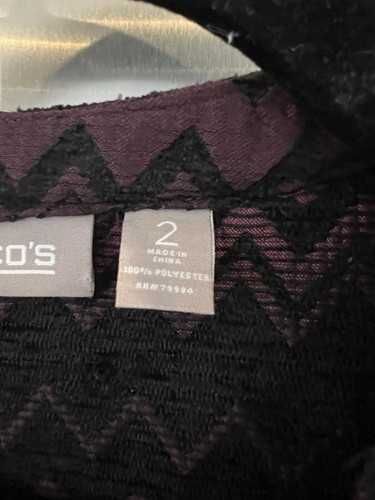 CO'S
2
MADE IN
CHINA
100% POLYESTER
RN# 79984